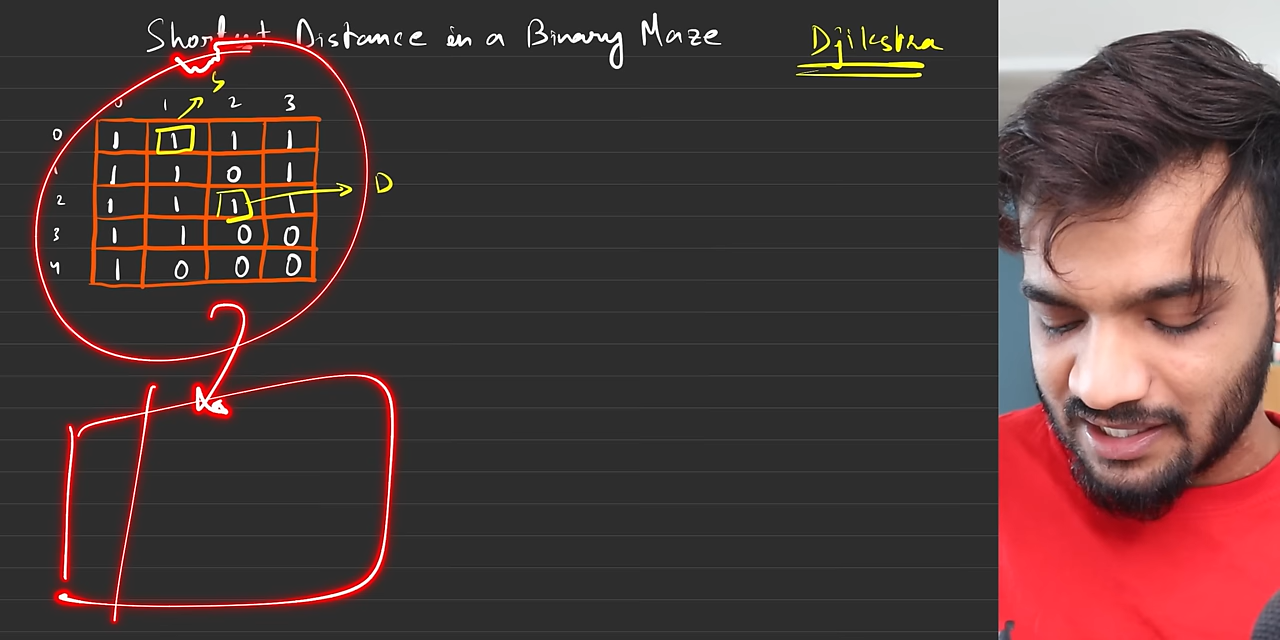 Shortest Distance in a Binary Maze
Djikstra
S
0 1 2 3
0 1 1 1 1
1 1 1 0 1
2 1 1 1 1 D
3 1 1 0 0
4 1 0 0 0